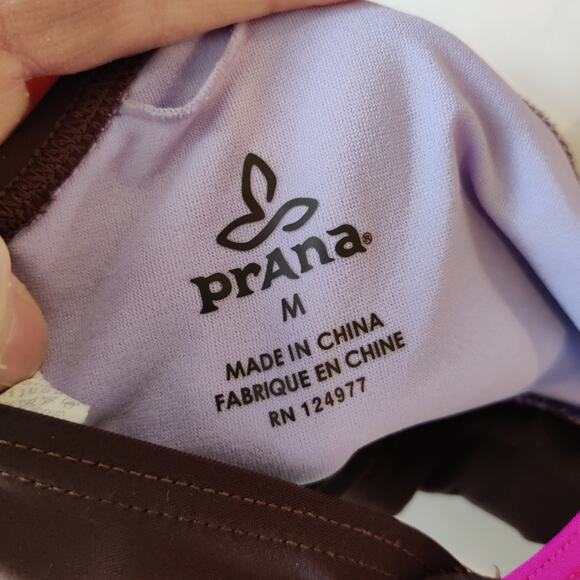 prAna®
M
MADE IN CHINA
FABRIQUE EN CHINE
RN 124977